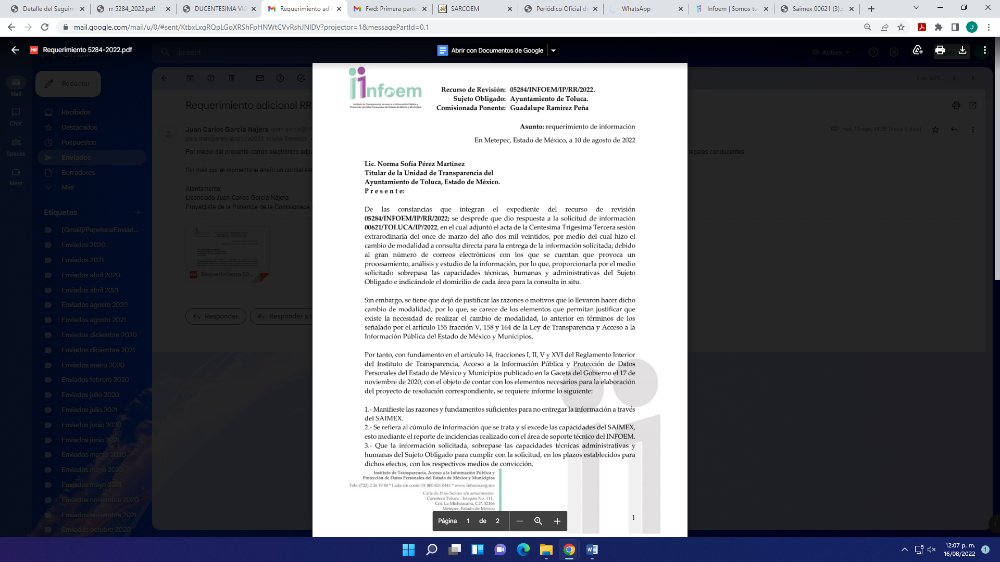 Detalle del Seguim
rr 5284_2022.pdf
DUCENTESIMA VIG
Requerimiento adi
Fwd: Primera parte
SARCOEM
Periódico Oficial de
WhatsApp
Infoem | Somos tu
Saimex 00621 (3).p
mail.google.com/mail/u/0/#sent/KtbxLxgRQpLGqXRShFpHNWtCVvRshJNIDV?projector=1&messagePartId=0.1
J
PDF Requerimiento 5284-2022.pdf
Abrir con Documentos de Google
Gmail
in:sent
Activo
Redactar
2 de 1675
Mail
Chat
Spaces
Meet
Recibidos
Destacados
Pospuestos
Enviados
Borradores
Más
Etiquetas
[Gmail]/Papelera/Enviad...
Enviados 2020
Enviados 2021
Enviados abril 2020
Enviados abril 2021
Enviados agosto 2020
Enviados agosto 2021
Enviados diciembre 2020
Enviados diciembre 2021
Enviados enero 2020
Enviados febrero 2020
Enviados julio 2020
Enviados julio 2021
Enviados junio 2020
Enviados junio 2021
Enviados marzo 2020
Enviados mayo 2020
Enviados mayo 2021
Enviados noviembre 2020
Enviados noviembre 2021
Enviados octubre 2020
Requerimiento adicional RR
Juan Carlos Garcia Najera <juan.garcia@inf
para transparencia.toluca2022, toluca, Berenice
mié, 10 ago, 14:25 (hace 6 días)
Por medio del presente correo electrónico adju
legales conducentes.
Sin más por el momento le envío un cordial sal
Atentamente
Licenciado Juan Carlos García Nájera
Proyectista de la Ponencia de la Comisionada
PDF Requerimiento 52...
Responder
Responder a t
infoem
Instituto de Transparencia, Acceso a la Información Pública y
Protección de Datos Personales del Estado de México y Municipios
Recurso de Revisión: 05284/INFOEM/IP/RR/2022.
Sujeto Obligado: Ayuntamiento de Toluca.
Comisionada Ponente: Guadalupe Ramírez Peña
Asunto: requerimiento de información
En Metepec, Estado de México, a 10 de agosto de 2022
Lic. Norma Sofía Pérez Martínez
Titular de la Unidad de Transparencia del
Ayuntamiento de Toluca, Estado de México.
P r e s e n t e:
De las constancias que integran el expediente del recurso de revisión
05284/INFOEM/IP/RR/2022; se desprede que dio respuesta a la solicitud de información
00621/TOLUCA/IP/2022, en el cual adjuntó el acta de la Centesima Trigesima Tercera sesión
extrarodinaria del once de marzo del año dos mil veintidos, por medio del cual hizo el
cambio de modalidad a consulta directa para la entrega de la información solicitada; debido
al gran número de correos electrónicos con los que se cuentan que provoca un
procesamiento, análisis y estudio de la información, por lo que, proporcionarla por el medio
solicitado sobrepasa las capacidades técnicas, humanas y administrativas del Sujeto
Obligado e indicándole el domicilio de cada área para la consulta in situ.
Sin embargo, se tiene que dejó de justificar las razones o motivos que lo llevaron hacer dicho
cambio de modalidad, por lo que, se carece de los elementos que permitan justificar que
existe la necesidad de realizar el cambio de modalidad, lo anterior en términos de los
señalado por el artículo 155 fracción V, 158 y 164 de la Ley de Transparencia y Acceso a la
Información Pública del Estado de México y Municipios.
Por tanto, con fundamento en el artículo 14, fracciones I, II, V y XVI del Reglamento Interior
del Instituto de Transparencia, Acceso a la Información Pública y Protección de Datos
Personales del Estado de México y Municipios publicado en la Gaceta del Gobierno el 17 de
noviembre de 2020; con el objeto de contar con los elementos necesarios para la elaboración
del proyecto de resolución correspondiente, se requiere informe lo siguiente:
1.- Manifieste las razones y fundamentos suficientes para no entregar la información a través
del SAIMEX.
2.- Se refiera al cúmulo de información que se trata y sí excede las capacidades del SAIMEX,
esto mediante el reporte de incidencias realizado con el área de soporte técnico del INFOEM.
3.- Que la información solicitada, sobrepase las capacidades técnicas administrativas y
humanas del Sujeto Obligado para cumplir con la solicitud, en los plazos establecidos para
dichos efectos, con los respectivos medios de convicción.
Instituto de Transparencia, Acceso a la Información Pública y
Protección de Datos Personales del Estado de México y Municipios
Tels. (722) 2 26 19 80 * Lada sin costo: 01 800 821 0441 * www.infoem.org.mx
Calle de Pino Suárez s/n actualmente
Carretera Toluca - Ixtapan No. 111,
Col. La Michoacana, C.P. 52166
Metepec, Estado de México
1
Página 1 de 2
12:07 p. m.
16/08/2022
1